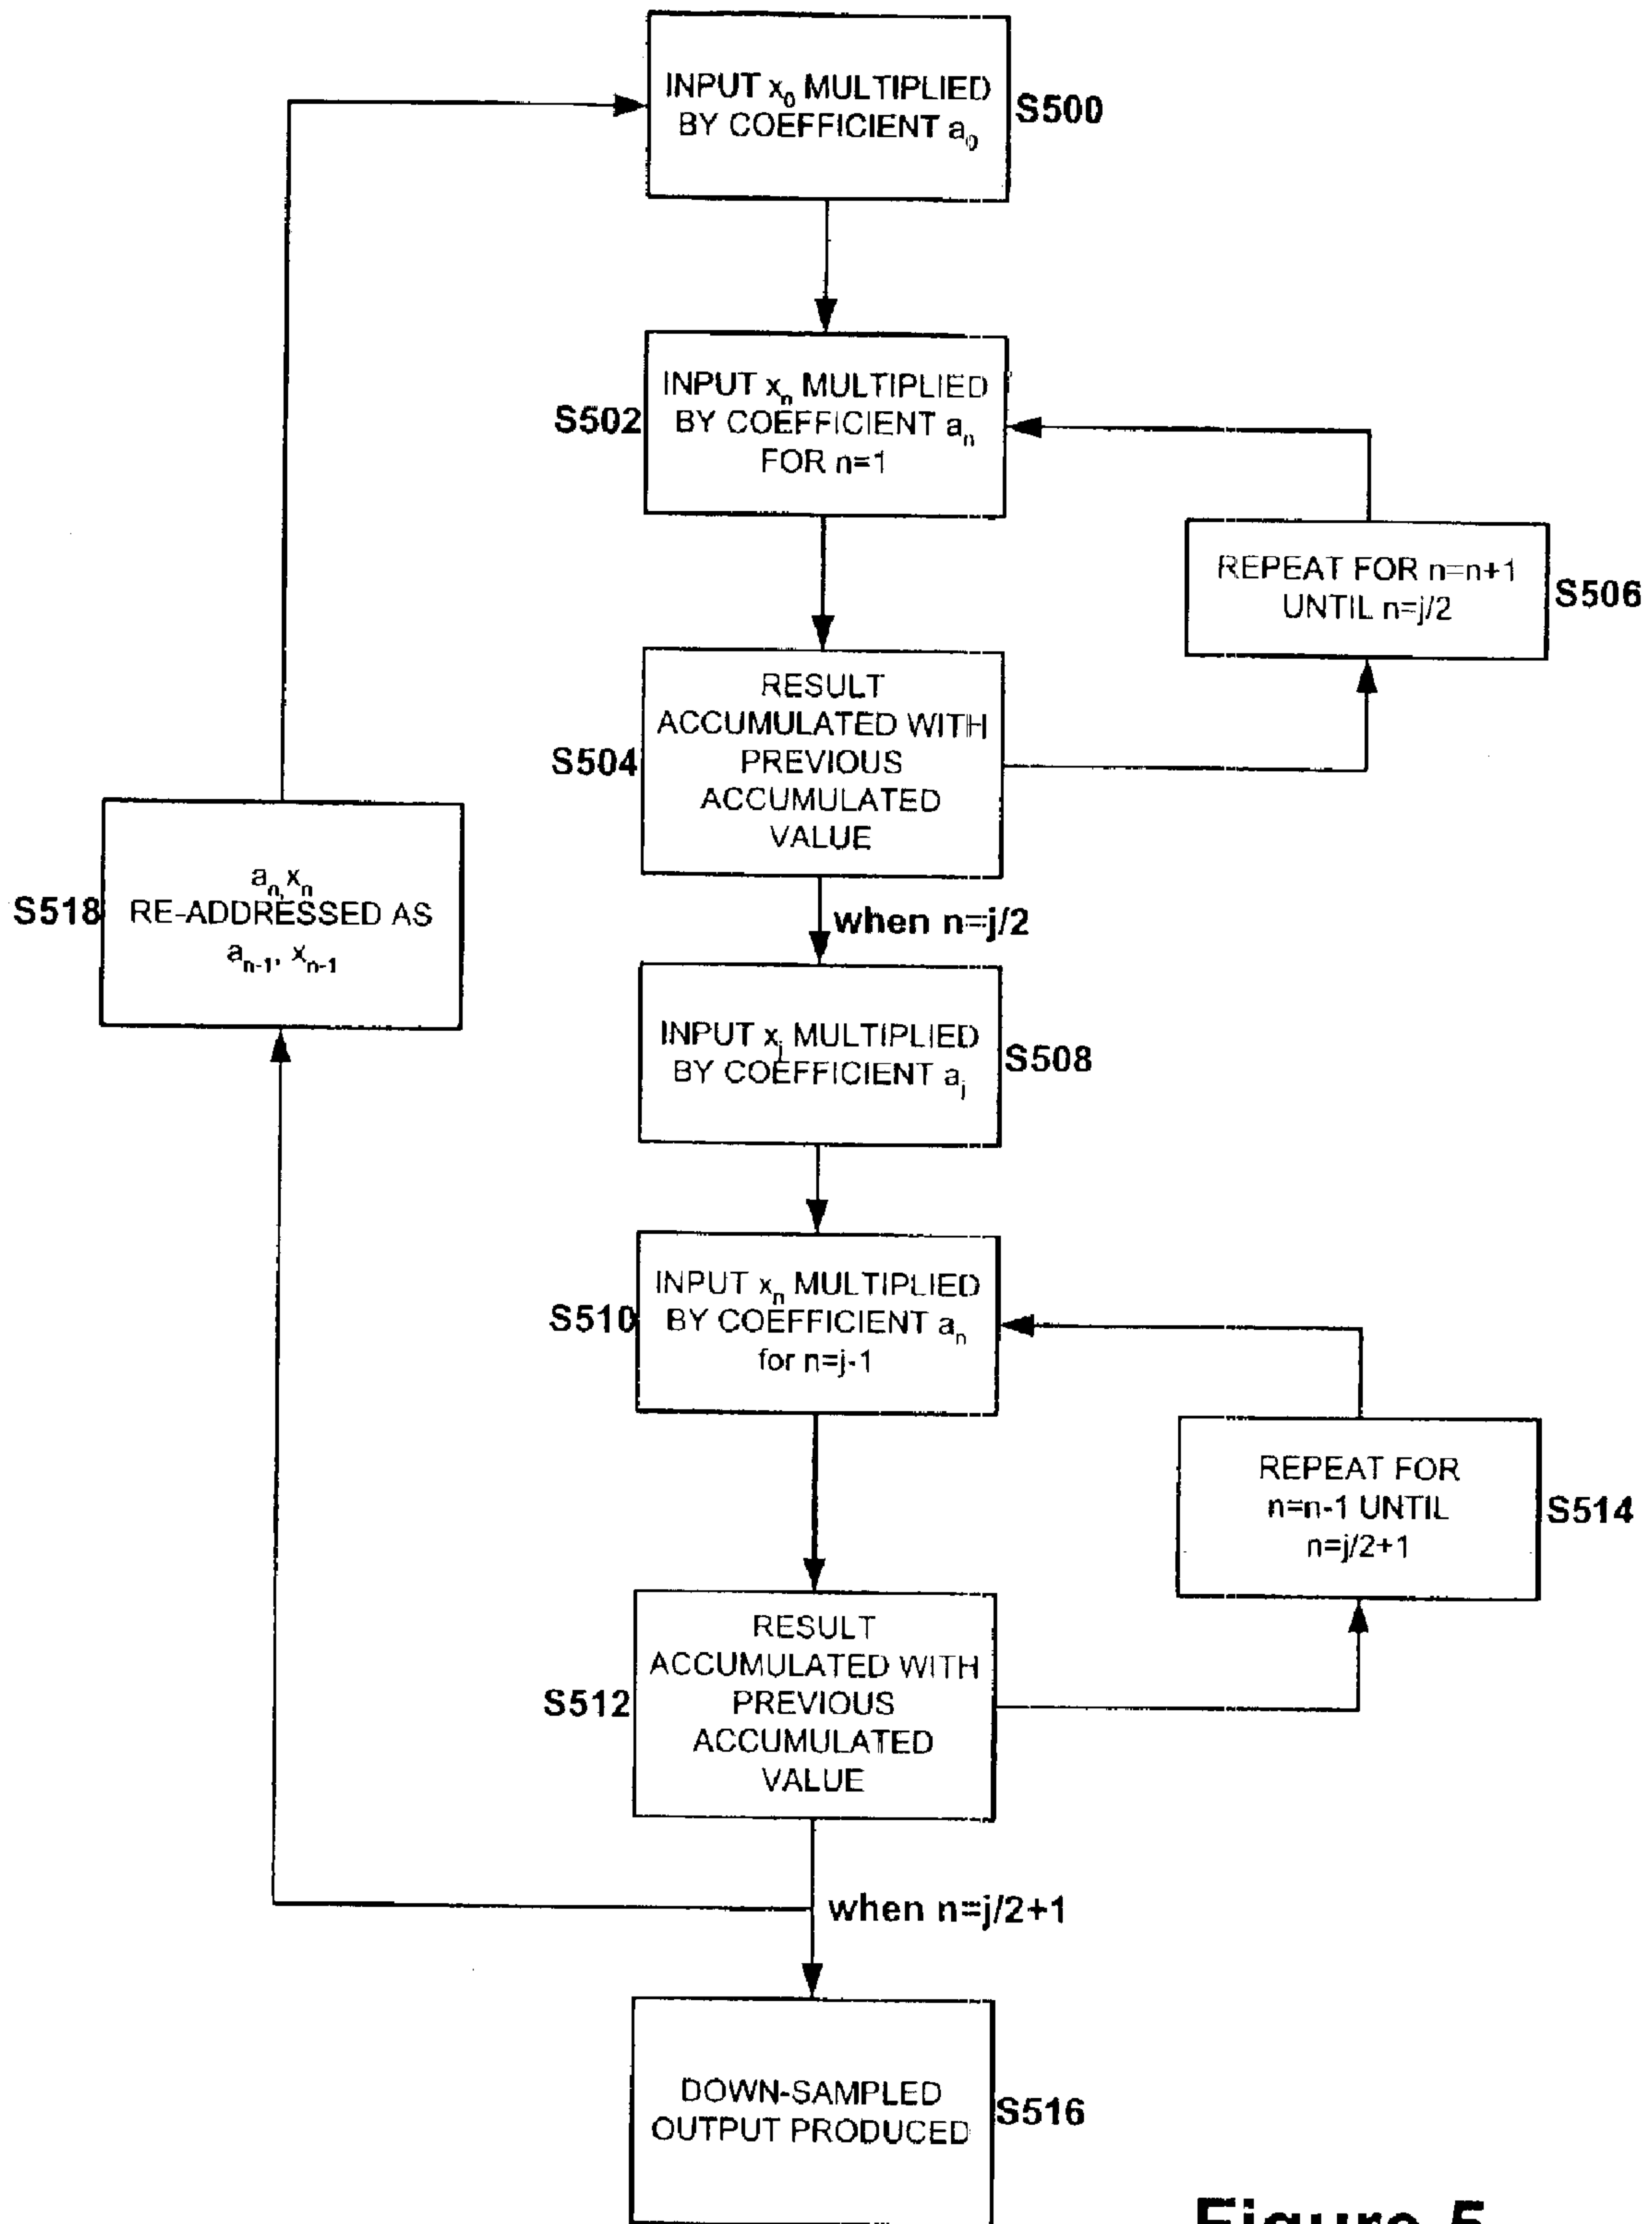 INPUT x₀ MULTIPLIED
BY COEFFICIENT a₀
S500
INPUT xₙ MULTIPLIED
BY COEFFICIENT aₙ
FOR n=1
S502
REPEAT FOR n=n+1
UNTIL n=j/2
S506
RESULT
ACCUMULATED WITH
PREVIOUS
ACCUMULATED
VALUE
S504
aₙ, xₙ
RE-ADDRESSED AS
aₙ₋₁, xₙ₋₁
S518
when n=j/2
INPUT xⱼ MULTIPLIED
BY COEFFICIENT aⱼ
S508
INPUT xₙ MULTIPLIED
BY COEFFICIENT aₙ
for n=j-1
S510
REPEAT FOR
n=n-1 UNTIL
n=j/2+1
S514
RESULT
ACCUMULATED WITH
PREVIOUS
ACCUMULATED
VALUE
S512
when n=j/2+1
DOWN-SAMPLED
OUTPUT PRODUCED
S516
Figure 5